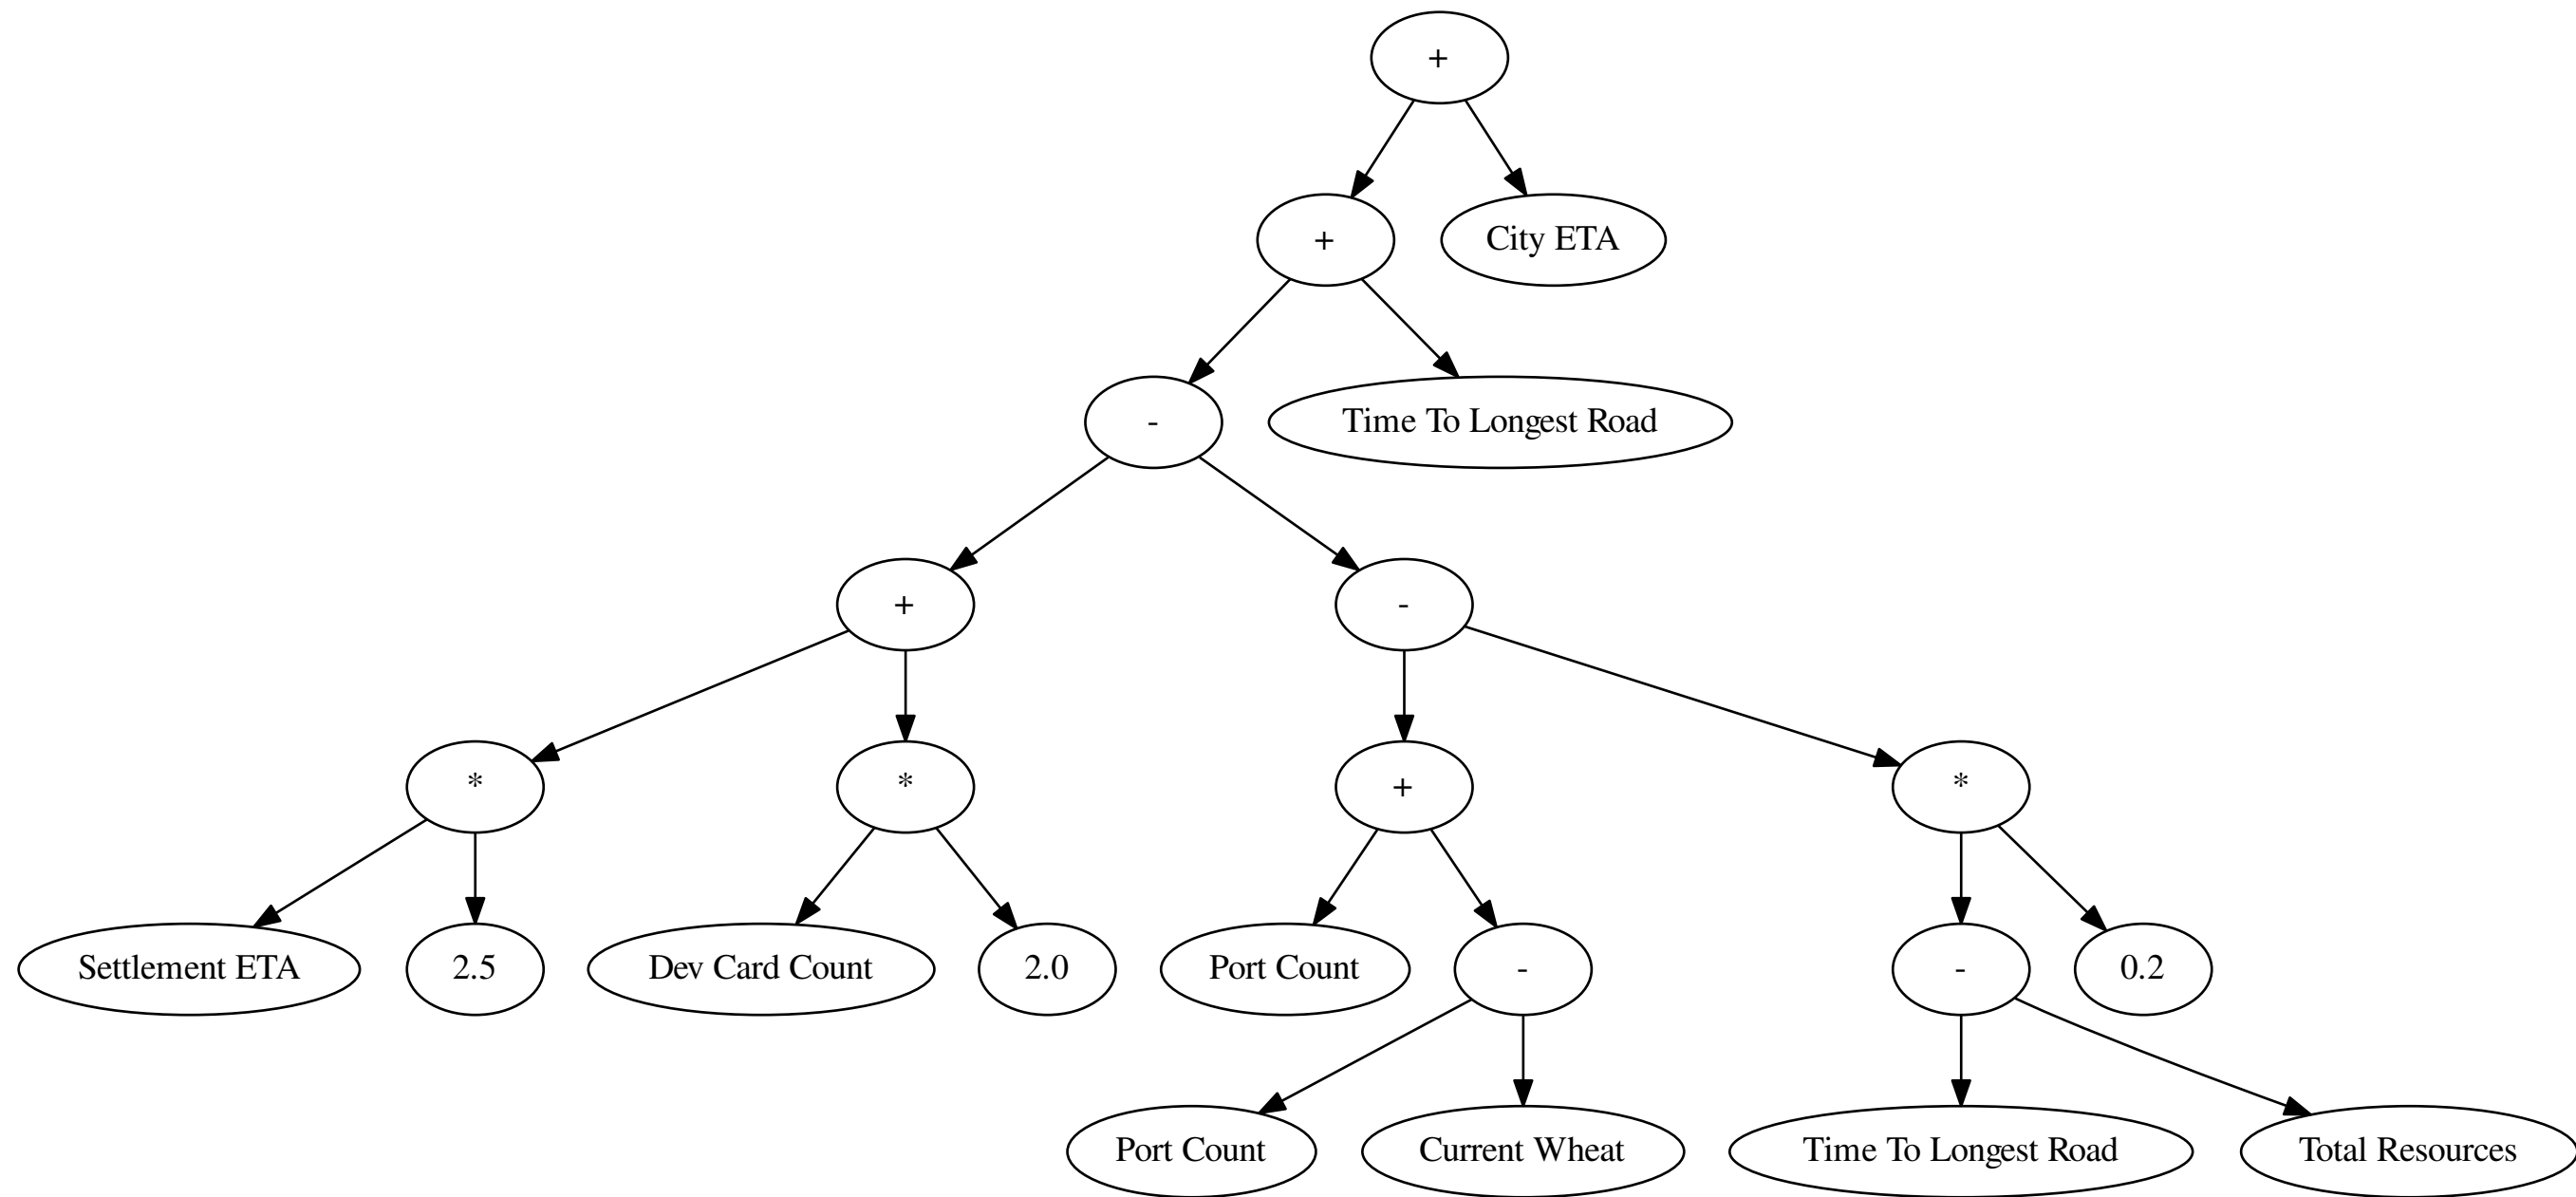 +
+
City ETA
-
Time To Longest Road
+
-
*
*
+
*
Settlement ETA
2.5
Dev Card Count
2.0
Port Count
-
-
0.2
Port Count
Current Wheat
Time To Longest Road
Total Resources